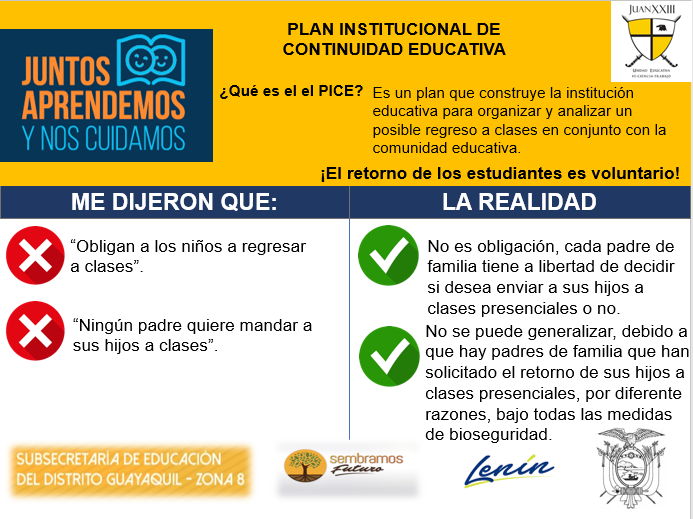 PLAN INSTITUCIONAL DE
CONTINUIDAD EDUCATIVA
JUANXXIII
UNIDAD EDUCATIVA
JUNTOS
APRENDEMOS
Y NOS CUIDAMOS
¿Qué es el el PICE?
Es un plan que construye la institución
educativa para organizar y analizar un
posible regreso a clases en conjunto con la
comunidad educativa.
¡El retorno de los estudiantes es voluntario!
ME DIJERON QUE:
LA REALIDAD
“Obligan a los niños a regresar
a clases”.
No es obligación, cada padre de
familia tiene a libertad de decidir
si desea enviar a sus hijos a
clases presenciales o no.
“Ningún padre quiere mandar a
sus hijos a clases”.
No se puede generalizar, debido a
que hay padres de familia que han
solicitado el retorno de sus hijos a
clases presenciales, por diferente
razones, bajo todas las medidas
de bioseguridad.
SUBSECRETARÍA DE EDUCACIÓN
DEL DISTRITO GUAYAQUIL - ZONA 8
sembramos
Futuro
Lenín